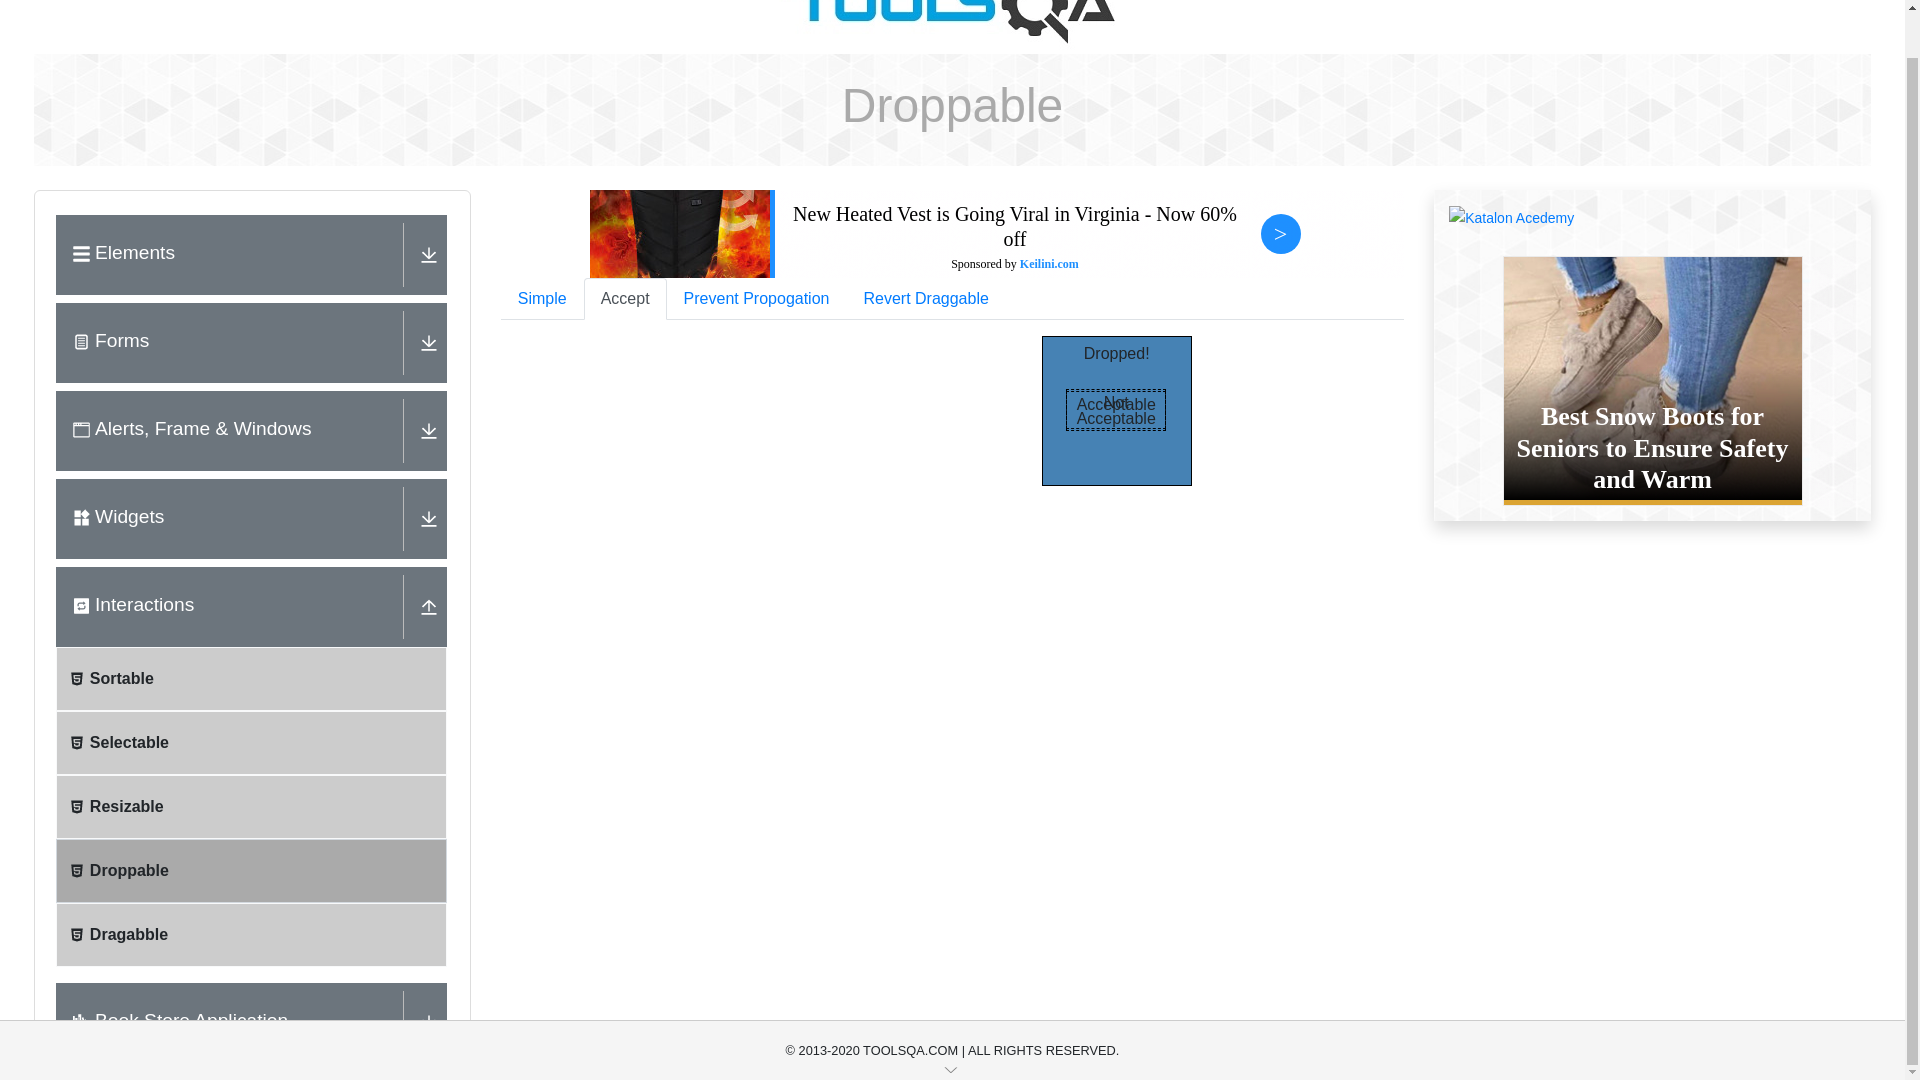 TOOLSQA
Droppable
Elements
Forms
Alerts, Frame & Windows
Widgets
Interactions
Sortable
Selectable
Resizable
Droppable
Dragabble
Book Store Application
New Heated Vest is Going Viral in Virginia - Now 60%
off
Sponsored by Keilini.com
>
Simple
Accept
Prevent Propogation
Revert Draggable
Dropped!
Acceptable
Not
Acceptable
Katalon Acedemy
Best Snow Boots for
Seniors to Ensure Safety
and Warm
© 2013-2020 TOOLSQA.COM | ALL RIGHTS RESERVED.